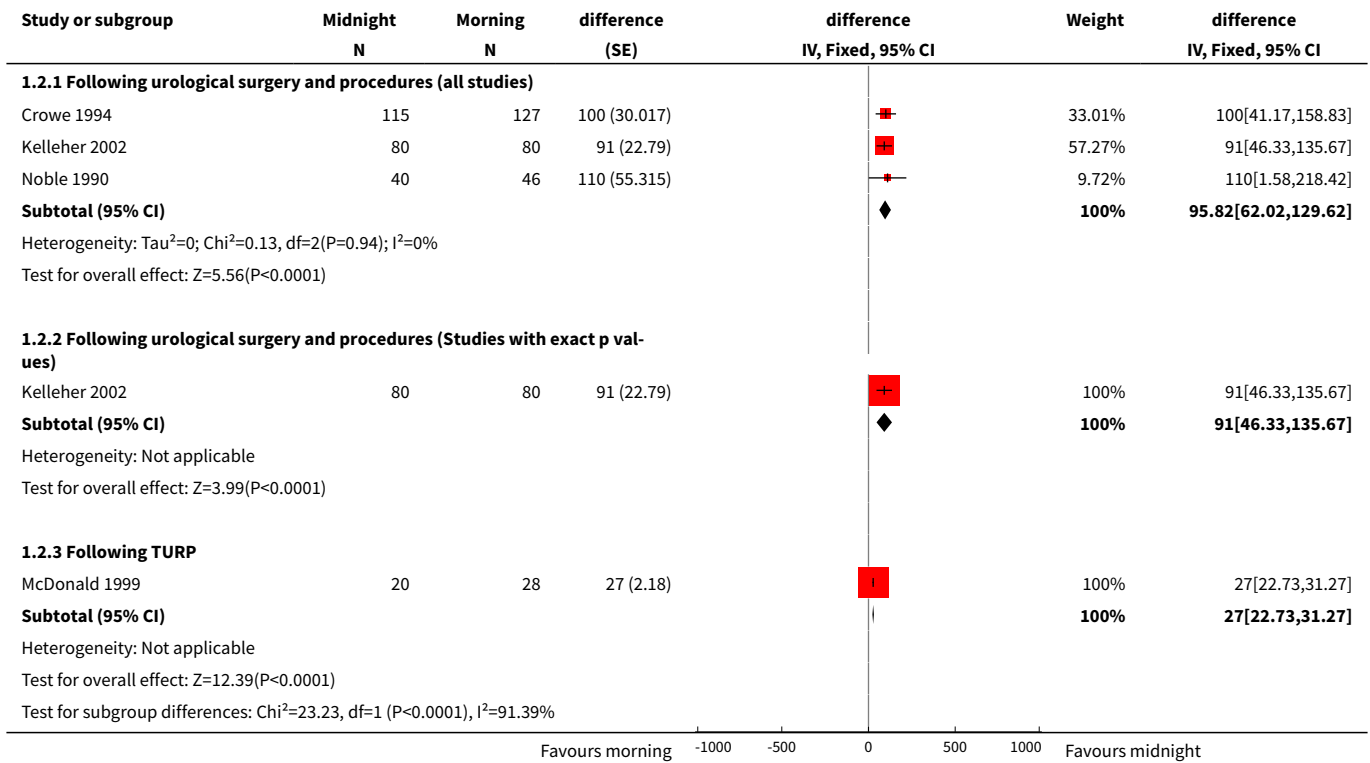 Study or subgroup Midnight Morning difference difference Weight difference
N N (SE) IV, Fixed, 95% CI IV, Fixed, 95% CI
1.2.1 Following urological surgery and procedures (all studies)
Crowe 1994 115 127 100 (30.017) 33.01% 100[41.17,158.83]
Kelleher 2002 80 80 91 (22.79) 57.27% 91[46.33,135.67]
Noble 1990 40 46 110 (55.315) 9.72% 110[1.58,218.42]
Subtotal (95% CI) 100% 95.82[62.02,129.62]
Heterogeneity: Tau²=0; Chi²=0.13, df=2(P=0.94); I²=0%
Test for overall effect: Z=5.56(P<0.0001)
1.2.2 Following urological surgery and procedures (Studies with exact p val-
ues)
Kelleher 2002 80 80 91 (22.79) 100% 91[46.33,135.67]
Subtotal (95% CI) 100% 91[46.33,135.67]
Heterogeneity: Not applicable
Test for overall effect: Z=3.99(P<0.0001)
1.2.3 Following TURP
McDonald 1999 20 28 27 (2.18) 100% 27[22.73,31.27]
Subtotal (95% CI) 100% 27[22.73,31.27]
Heterogeneity: Not applicable
Test for overall effect: Z=12.39(P<0.0001)
Test for subgroup differences: Chi²=23.23, df=1 (P<0.0001), I²=91.39%
Favours morning -1000 -500 0 500 1000 Favours midnight